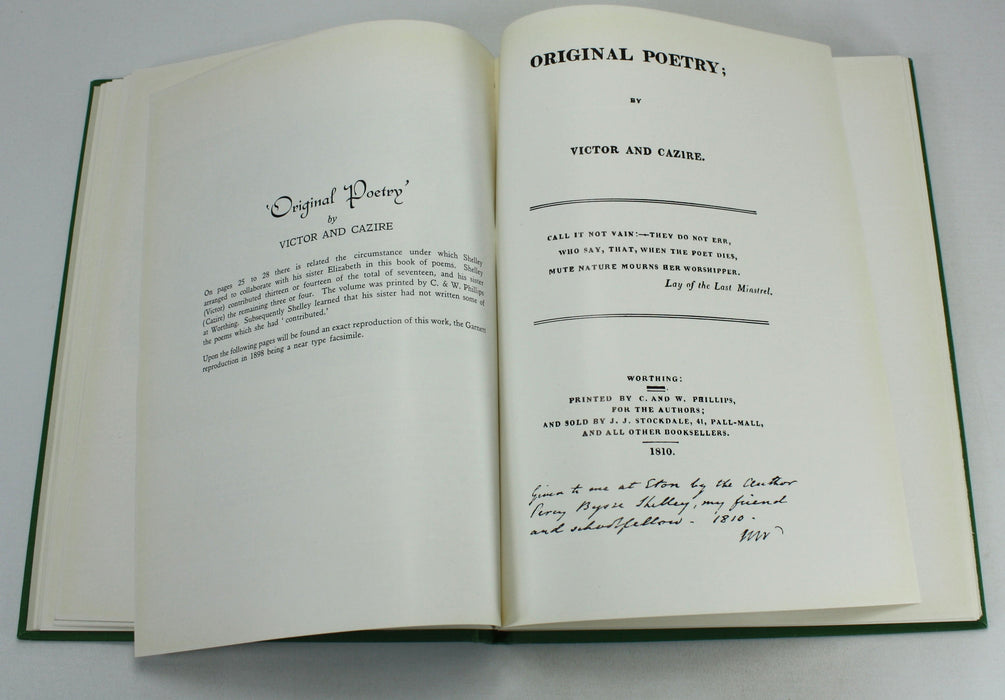 'Original Poetry'
by
VICTOR AND CAZIRE
On pages 25 to 28 there is related the circumstance under which Shelley
arranged to collaborate with his sister Elizabeth in this book of poems. Shelley
(Victor) contributed thirteen or fourteen of the total of seventeen, and his sister
(Cazire) the remaining three or four. The volume was printed by C. & W. Phillips
at Worthing. Subsequently Shelley learned that his sister had not written some of
the poems which she had 'contributed.'
Upon the following pages will be found an exact reproduction of this work, the Garnett
reproduction in 1898 being a near type facsimile.
ORIGINAL POETRY;
BY
VICTOR AND CAZIRE.
CALL IT NOT VAIN:—THEY DO NOT ERR,
WHO SAY, THAT, WHEN THE POET DIES,
MUTE NATURE MOURNS HER WORSHIPPER.
Lay of the Last Minstrel.
WORTHING:
PRINTED BY C. AND W. PHILLIPS,
FOR THE AUTHORS;
AND SOLD BY J. J. STOCKDALE, 41, PALL-MALL,
AND ALL OTHER BOOKSELLERS.
1810.
Given to me at Eton by the Author
Percy Bysse Shelley, my friend
and schoolfellow - 1810 -